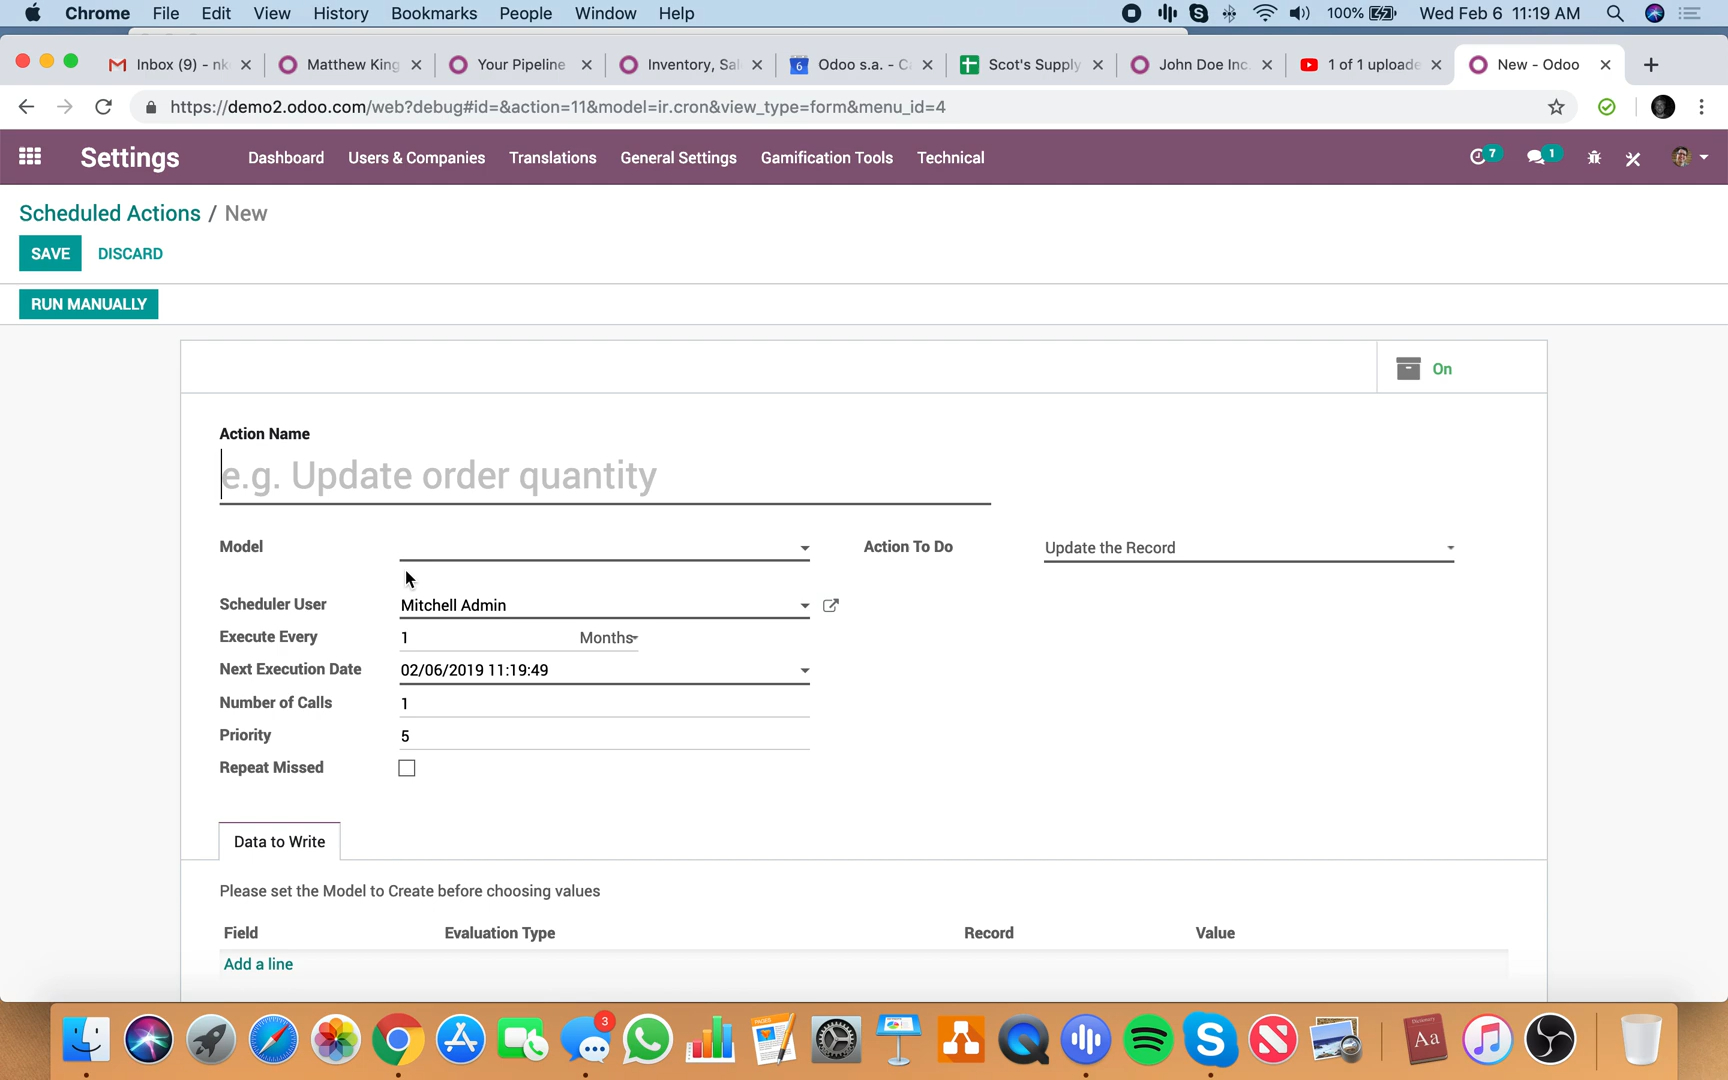 Chrome File Edit View History Bookmarks People Window Help 100% Wed Feb 6 11:19 AM
Inbox (9) - nk Matthew King Your Pipeline Inventory, Sal 6 Odoo s.a. - C Scot's Supply John Doe Inc. 1 of 1 uploade New - Odoo
https://demo2.odoo.com/web?debug#id=&action=11&model=ir.cron&view_type=form&menu_id=4
Settings Dashboard Users & Companies Translations General Settings Gamification Tools Technical 7 1
Scheduled Actions / New
SAVE DISCARD
RUN MANUALLY
On
Action Name
e.g. Update order quantity
Model Action To Do Update the Record
Scheduler User Mitchell Admin
Execute Every 1 Months
Next Execution Date 02/06/2019 11:19:49
Number of Calls 1
Priority 5
Repeat Missed
Data to Write
Please set the Model to Create before choosing values
Field Evaluation Type Record Value
Add a line
3
PAGES
Dictionary
Aa